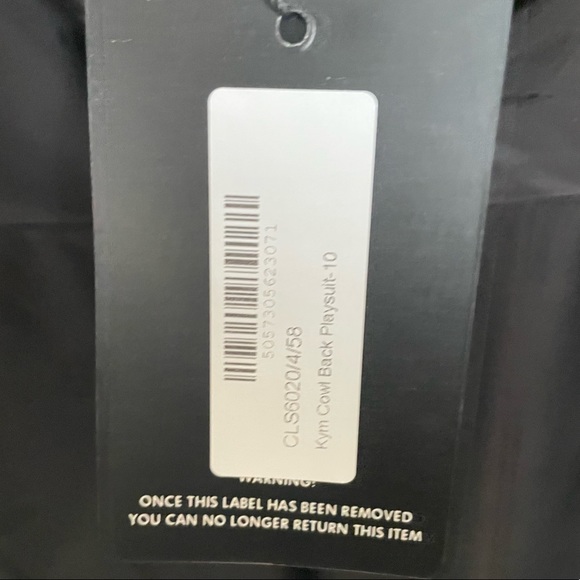 5057305623071
CLS6020/4/58
Kym Cowl Back Playsuit-10
WARNING!
ONCE THIS LABEL HAS BEEN REMOVED
YOU CAN NO LONGER RETURN THIS ITEM